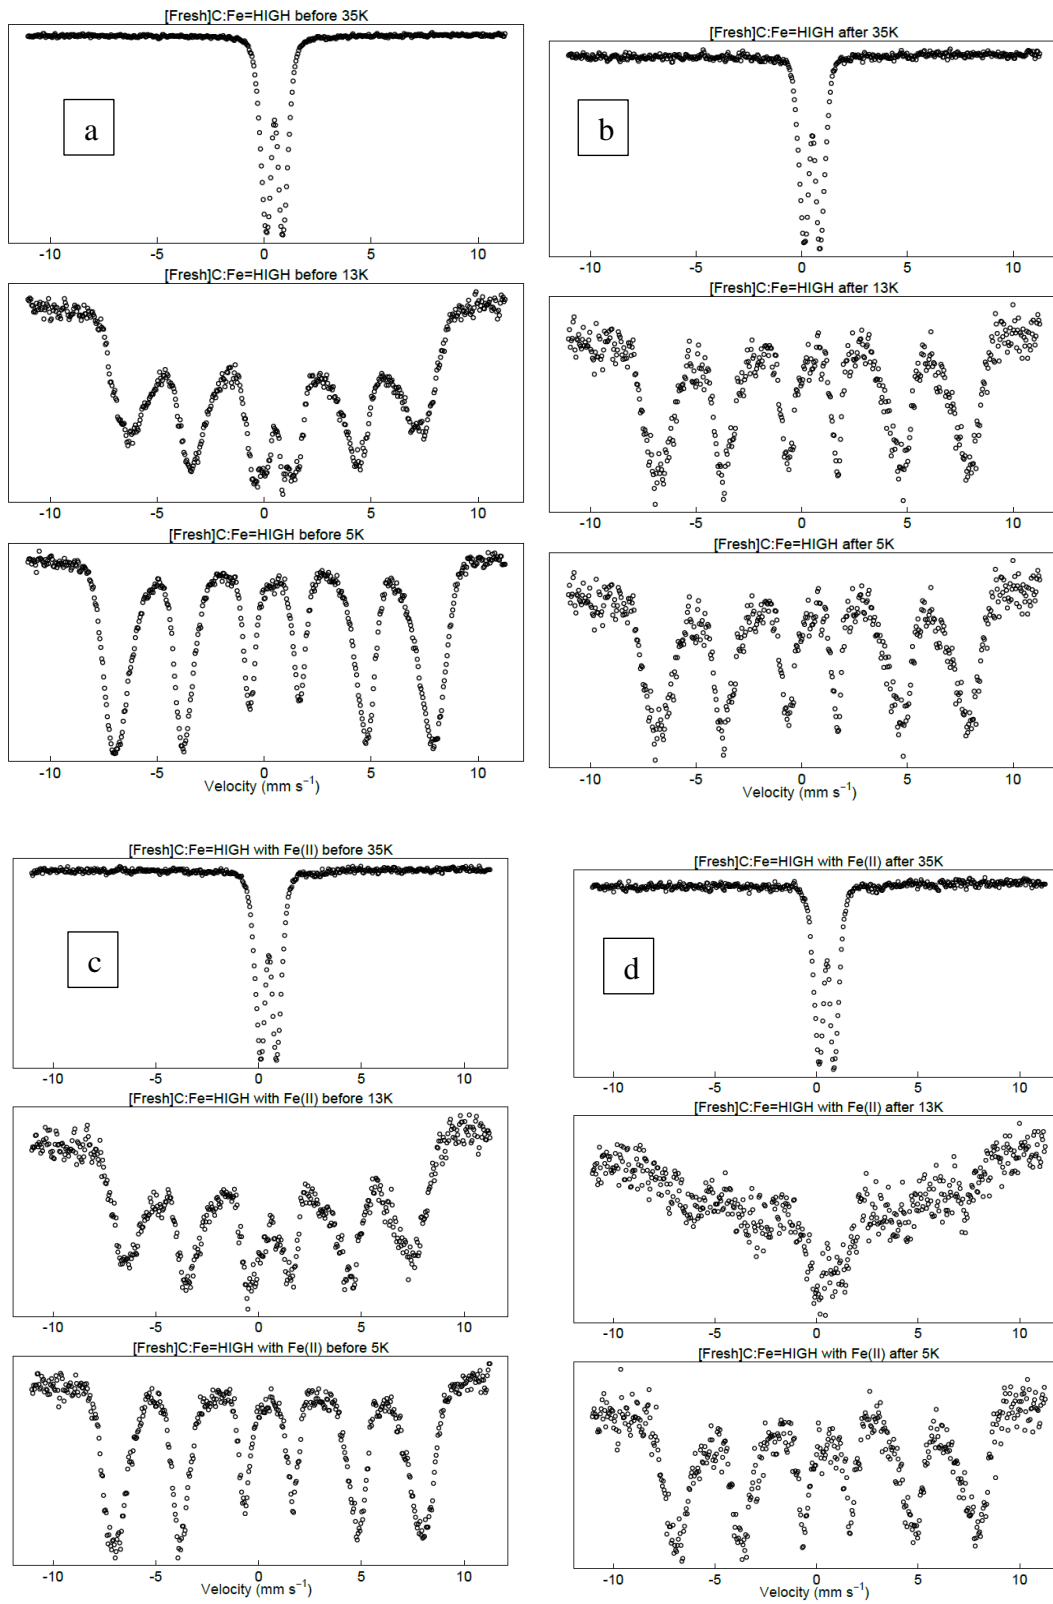 [Fresh]C:Fe=HIGH before 35K
a
-10 -5 0 5 10
[Fresh]C:Fe=HIGH before 13K
-10 -5 0 5 10
[Fresh]C:Fe=HIGH before 5K
-10 -5 0 5 10
Velocity (mm s⁻¹)
[Fresh]C:Fe=HIGH after 35K
b
-10 -5 0 5 10
[Fresh]C:Fe=HIGH after 13K
-10 -5 0 5 10
[Fresh]C:Fe=HIGH after 5K
-10 -5 0 5 10
Velocity (mm s⁻¹)
[Fresh]C:Fe=HIGH with Fe(II) before 35K
c
-10 -5 0 5 10
[Fresh]C:Fe=HIGH with Fe(II) before 13K
-10 -5 0 5 10
[Fresh]C:Fe=HIGH with Fe(II) before 5K
-10 -5 0 5 10
Velocity (mm s⁻¹)
[Fresh]C:Fe=HIGH with Fe(II) after 35K
d
-10 -5 0 5 10
[Fresh]C:Fe=HIGH with Fe(II) after 13K
-10 -5 0 5 10
[Fresh]C:Fe=HIGH with Fe(II) after 5K
-10 -5 0 5 10
Velocity (mm s⁻¹)